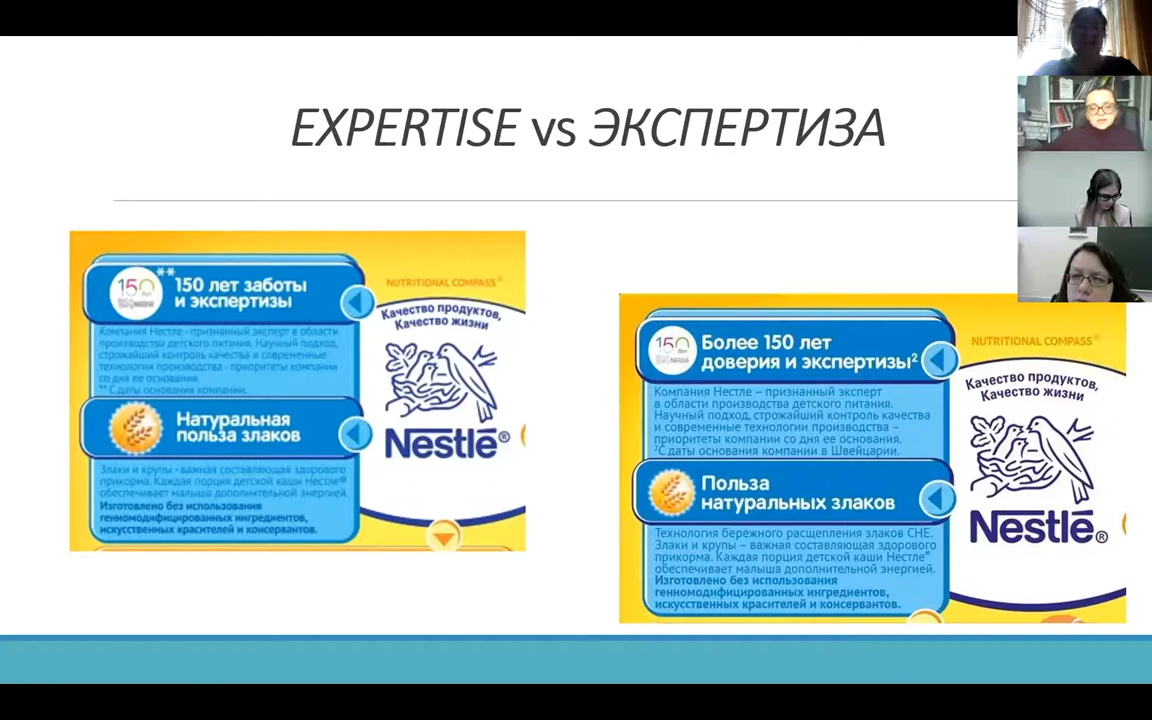 EXPERTISE vs ЭКСПЕРТИЗА
150 лет заботы
и экспертизы
**
150
Компания Нестле - признанный эксперт в области
производства детского питания. Научный подход,
строжайший контроль качества и современные
технологии производства - приоритеты компании
со дня ее основания.
** С даты основания компании.
Натуральная
польза злаков
Злаки и крупы - важная составляющая здорового
прикорма. Каждая порция детской каши Нестле®
обеспечивает малыша дополнительной энергией.
Изготовлено без использования
генномодифицированных ингредиентов,
искусственных красителей и консервантов.
NUTRITIONAL COMPASS®
Качество продуктов,
Качество жизни
Nestlé®
150
Более 150 лет
доверия и экспертизы²
Компания Нестле – признанный эксперт
в области производства детского питания.
Научный подход, строжайший контроль качества
и современные технологии производства –
приоритеты компании со дня ее основания.
²С даты основания компании в Швейцарии.
Польза
натуральных злаков
Технология бережного расщепления злаков CHE.
Злаки и крупы – важная составляющая здорового
прикорма. Каждая порция детской каши Нестле®
обеспечивает малыша дополнительной энергией.
Изготовлено без использования
генномодифицированных ингредиентов,
искусственных красителей и консервантов.
NUTRITIONAL COMPASS®
Качество продуктов,
Качество жизни
Nestlé®